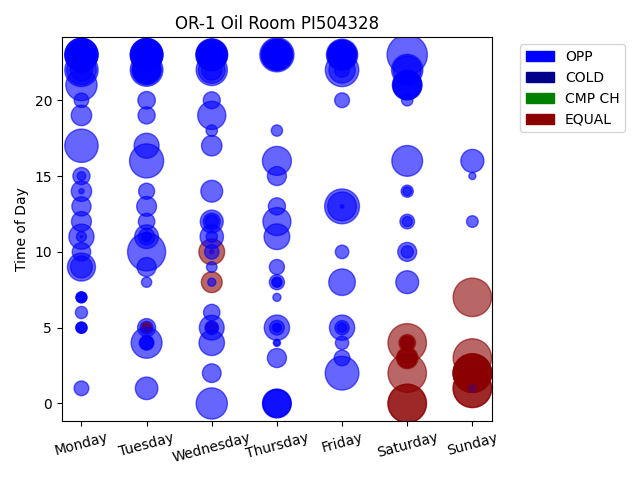 OR-1 Oil Room PI504328
OPP
COLD
CMP CH
EQUAL
Time of Day
20
15
10
5
0
Monday
Tuesday
Wednesday
Thursday
Friday
Saturday
Sunday